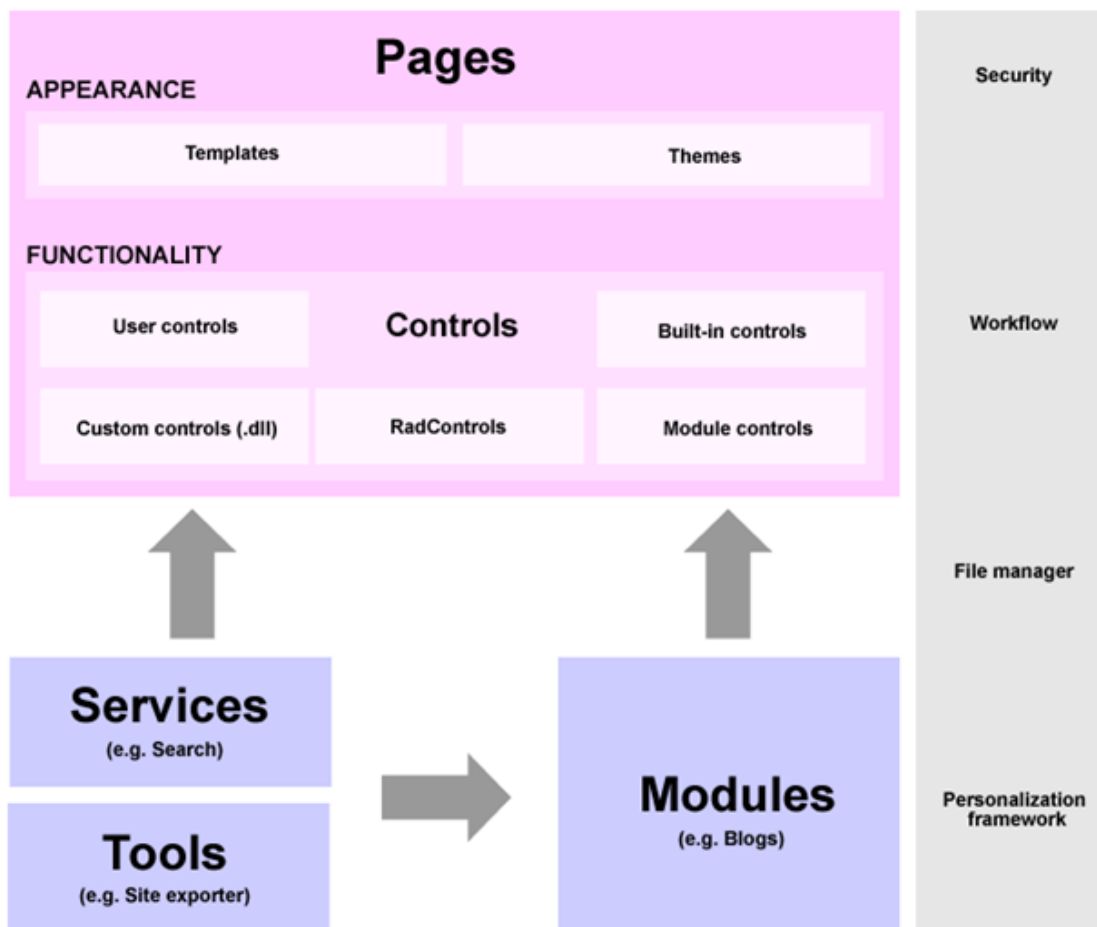 Pages
APPEARANCE
Templates
Themes
FUNCTIONALITY
User controls
Controls
Built-in controls
Custom controls (.dll)
RadControls
Module controls
Services
(e.g. Search)
Tools
(e.g. Site exporter)
Modules
(e.g. Blogs)
Security
Workflow
File manager
Personalization
framework